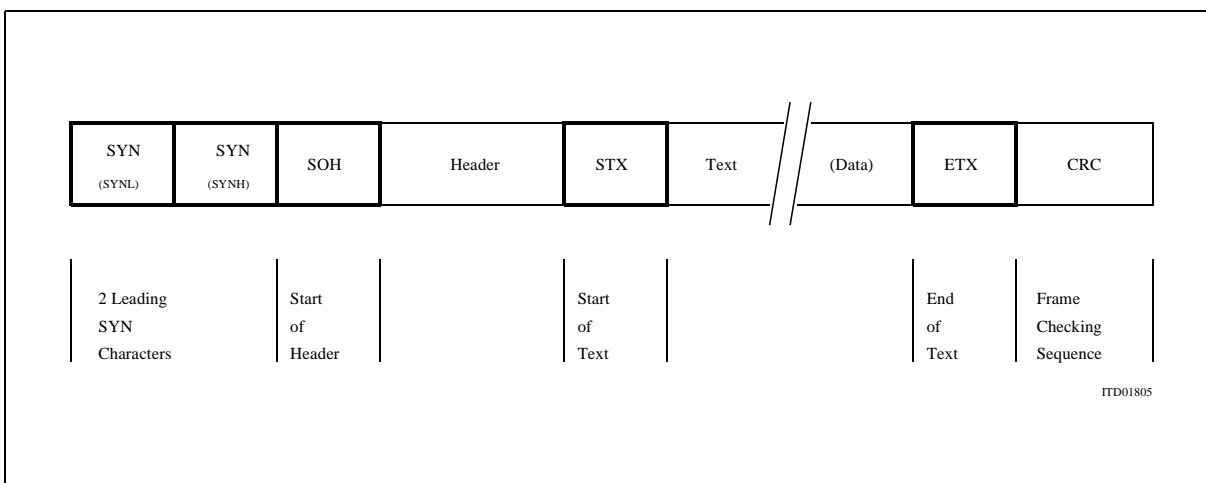 SYN SYN SOH Header STX Text (Data) ETX CRC
(SYNL) (SYNH)
2 Leading Start Start End Frame
SYN of of of Checking
Characters Header Text Text Sequence
ITD01805